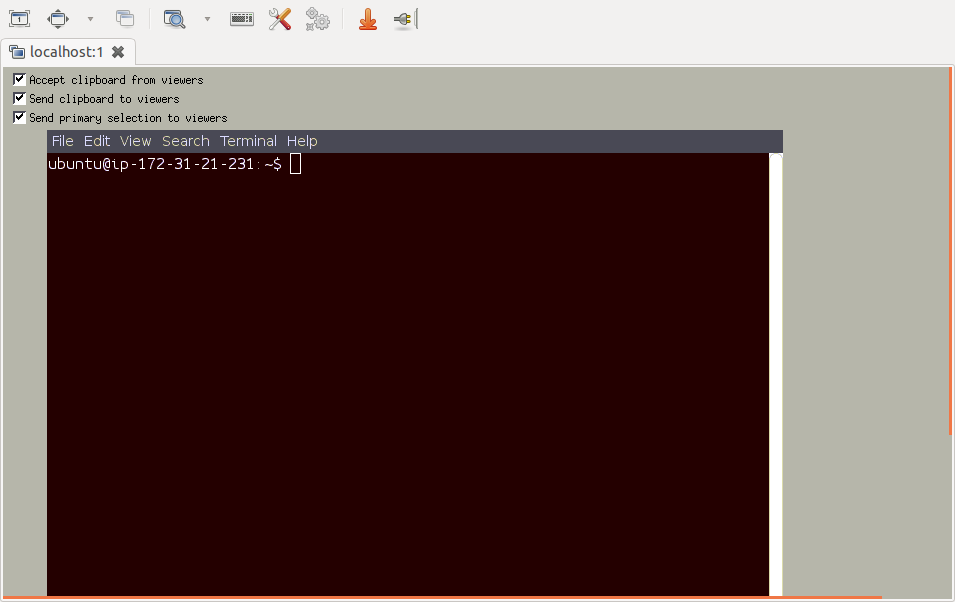 1
localhost:1
Accept clipboard from viewers
Send clipboard to viewers
Send primary selection to viewers
File Edit View Search Terminal Help
ubuntu@ip-172-31-21-231:~$